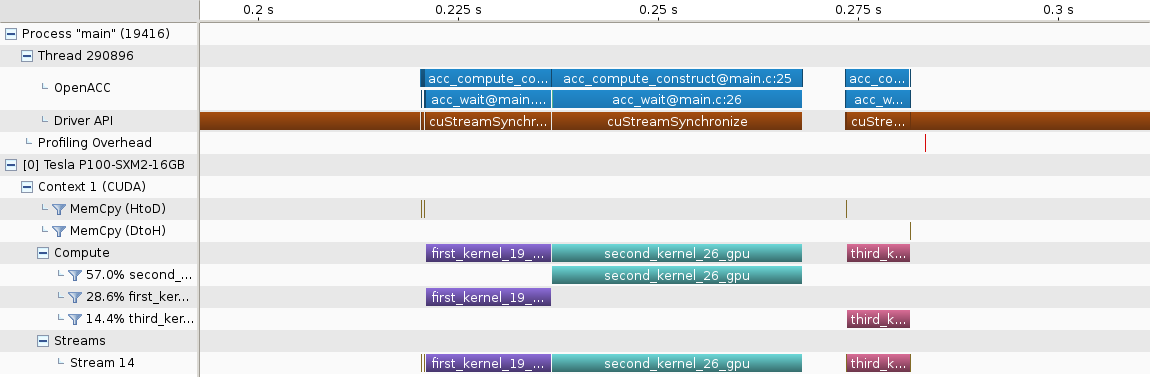 0.2 s 0.225 s 0.25 s 0.275 s 0.3 s
Process "main" (19416)
Thread 290896
OpenACC
acc_compute_co... acc_compute_construct@main.c:25 acc_co...
acc_wait@main.... acc_wait@main.c:26 acc_w...
Driver API cuStreamSynchr... cuStreamSynchronize cuStre...
Profiling Overhead
[0] Tesla P100-SXM2-16GB
Context 1 (CUDA)
MemCpy (HtoD)
MemCpy (DtoH)
Compute first_kernel_19_... second_kernel_26_gpu third_k...
57.0% second_... second_kernel_26_gpu
28.6% first_ker... first_kernel_19_...
14.4% third_ker... third_k...
Streams
Stream 14 first_kernel_19_... second_kernel_26_gpu third_k...